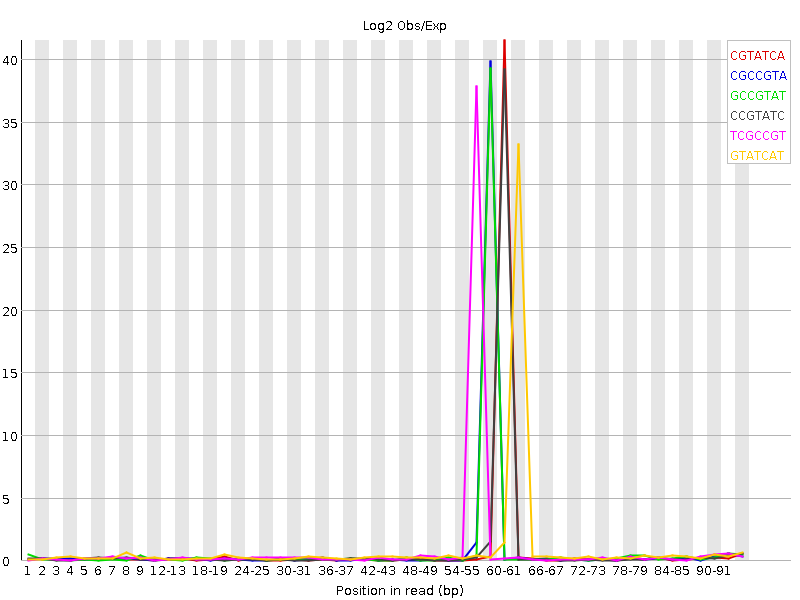 Log2 Obs/Exp
40
35
30
25
20
15
10
5
0
CGTATCA
CGCCGTA
GCCGTAT
CCGTATC
TCGCCGT
GTATCAT
1 2 3 4 5 6 7 8 9 12-13 18-19 24-25 30-31 36-37 42-43 48-49 54-55 60-61 66-67 72-73 78-79 84-85 90-91
Position in read (bp)